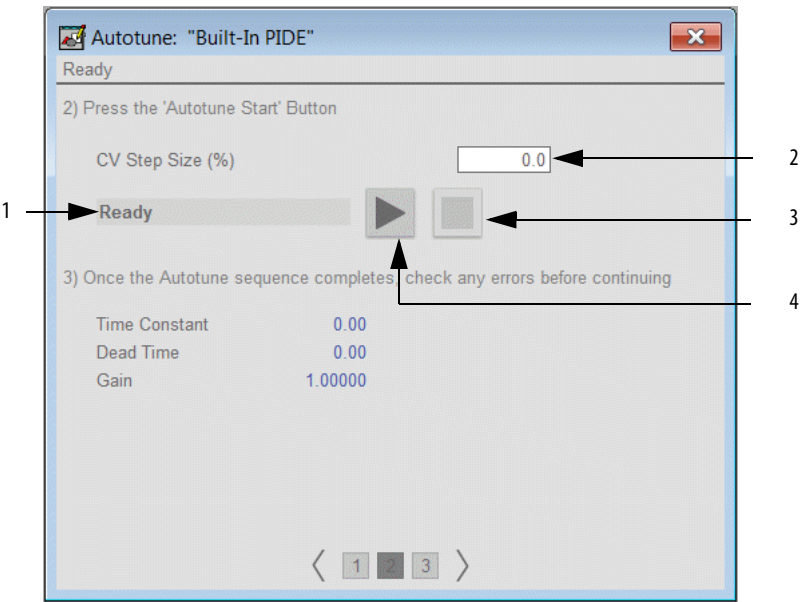 Autotune: "Built-In PIDE"
Ready
2) Press the 'Autotune Start' Button
CV Step Size (%) 0.0 2
1 Ready 3
3) Once the Autotune sequence completes, check any errors before continuing
4
Time Constant 0.00
Dead Time 0.00
Gain 1.00000
1 2 3